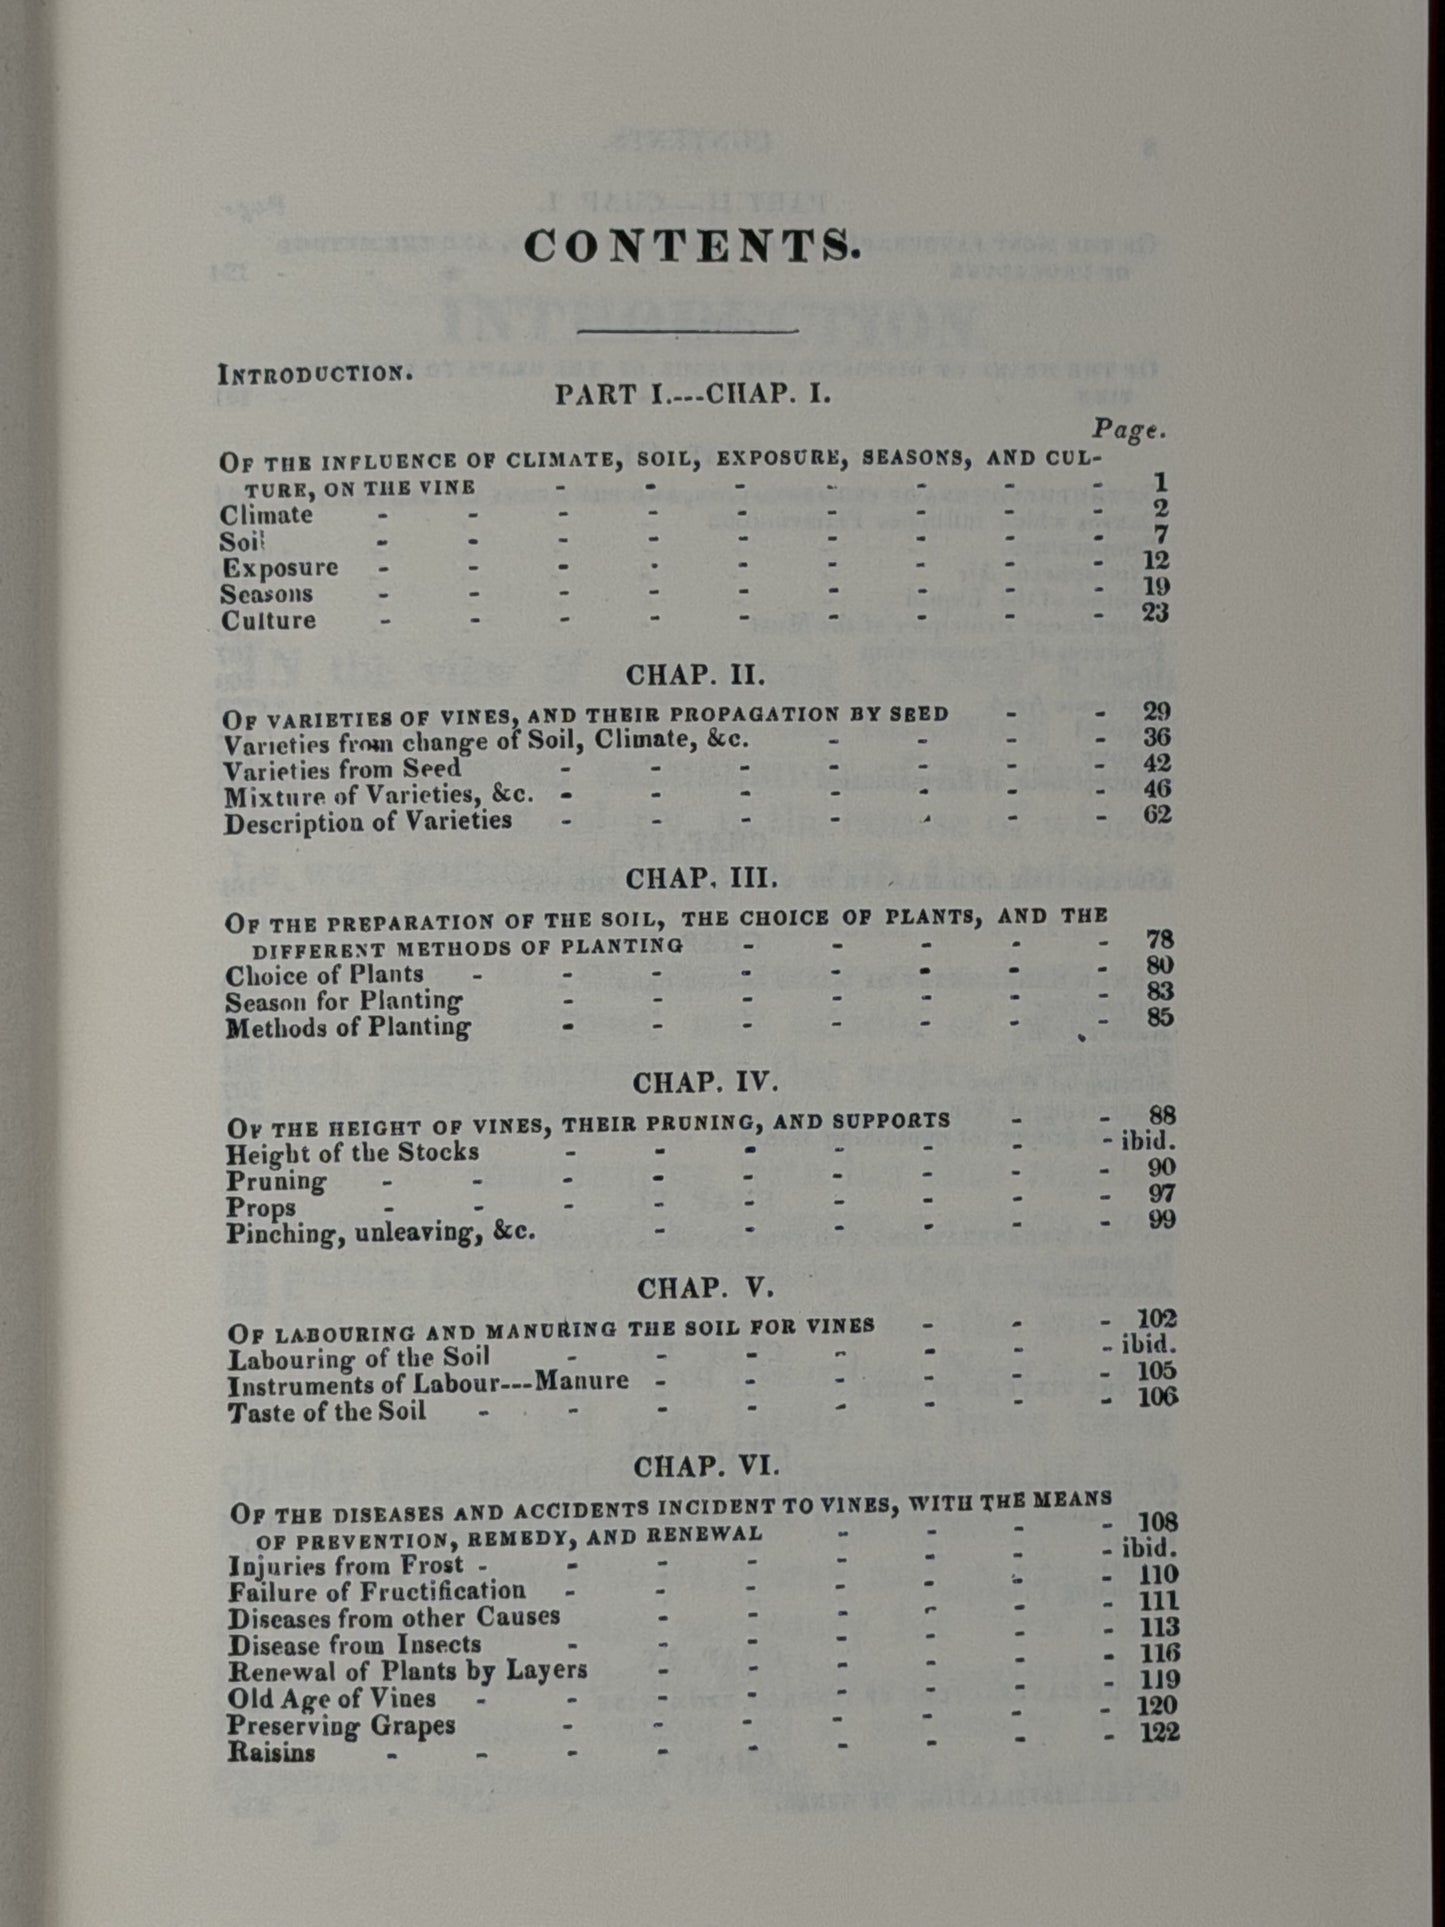 CONTENTS.
INTRODUCTION.
PART I.---CHAP. I.
Page.
OF THE INFLUENCE OF CLIMATE, SOIL, EXPOSURE, SEASONS, AND CUL-
TURE, ON THE VINE - - - - - - - 1
Climate - - - - - - - - - 2
Soil - - - - - - - - - 7
Exposure - - - - - - - - - 12
Seasons - - - - - - - - - 19
Culture - - - - - - - - - 23
CHAP. II.
OF VARIETIES OF VINES, AND THEIR PROPAGATION BY SEED - - 29
Varieties from change of Soil, Climate, &c. - - - - 36
Varieties from Seed - - - - - - - 42
Mixture of Varieties, &c. - - - - - - - 46
Description of Varieties - - - - - - - 62
CHAP. III.
OF THE PREPARATION OF THE SOIL, THE CHOICE OF PLANTS, AND THE
DIFFERENT METHODS OF PLANTING - - - - - 78
Choice of Plants - - - - - - - - 80
Season for Planting - - - - - - - 83
Methods of Planting - - - - - - - 85
CHAP. IV.
OF THE HEIGHT OF VINES, THEIR PRUNING, AND SUPPORTS - - 88
Height of the Stocks - - - - - - - ibid.
Pruning - - - - - - - - - 90
Props - - - - - - - - - 97
Pinching, unleaving, &c. - - - - - - 99
CHAP. V.
OF LABOURING AND MANURING THE SOIL FOR VINES - - - 102
Labouring of the Soil - - - - - - - ibid.
Instruments of Labour---Manure - - - - - - 105
Taste of the Soil - - - - - - - - 106
CHAP. VI.
OF THE DISEASES AND ACCIDENTS INCIDENT TO VINES, WITH THE MEANS
OF PREVENTION, REMEDY, AND RENEWAL - - - - 108
Injuries from Frost - - - - - - - - ibid.
Failure of Fructification - - - - - - - 110
Diseases from other Causes - - - - - - 111
Disease from Insects - - - - - - - 113
Renewal of Plants by Layers - - - - - - 116
Old Age of Vines - - - - - - - - 119
Preserving Grapes - - - - - - - 120
Raisins - - - - - - - - - 122